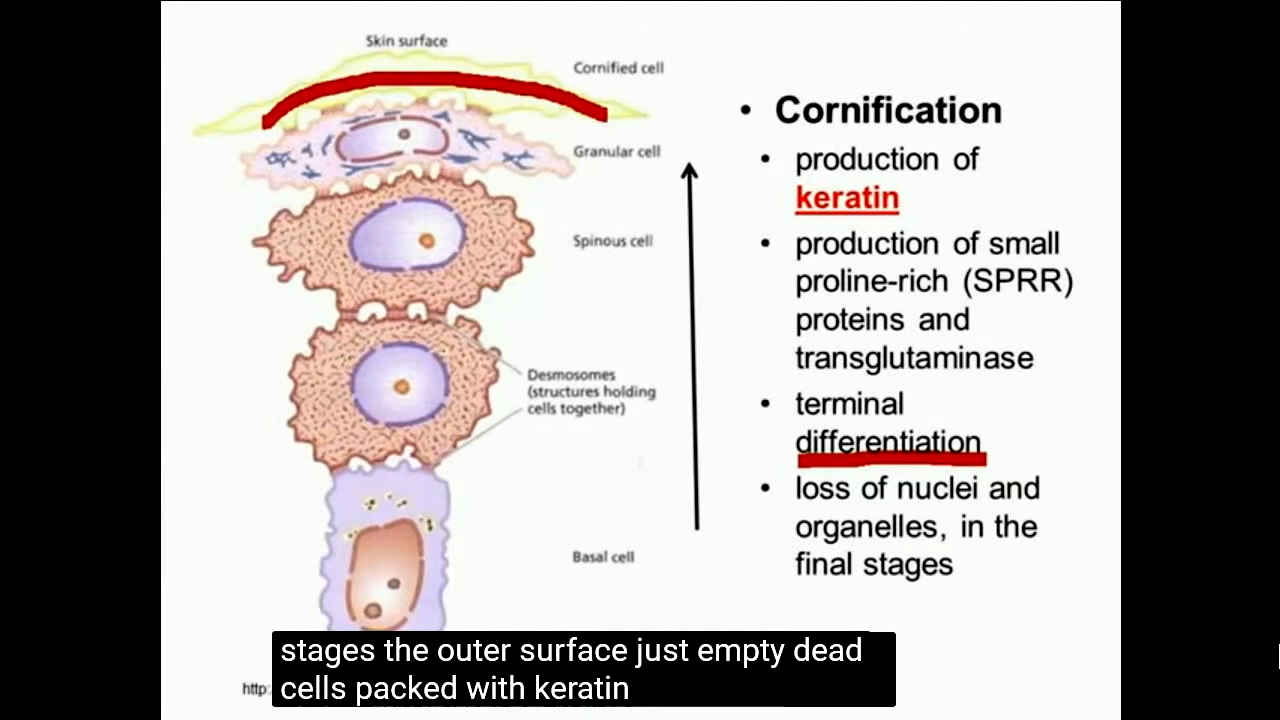 Skin surface
Cornified cell
Granular cell
Spinous cell
Desmosomes
(structures holding
cells together)
Basal cell
• Cornification
• production of
keratin
• production of small
proline-rich (SPRR)
proteins and
transglutaminase
• terminal
differentiation
• loss of nuclei and
organelles, in the
final stages
http:
stages the outer surface just empty dead
cells packed with keratin